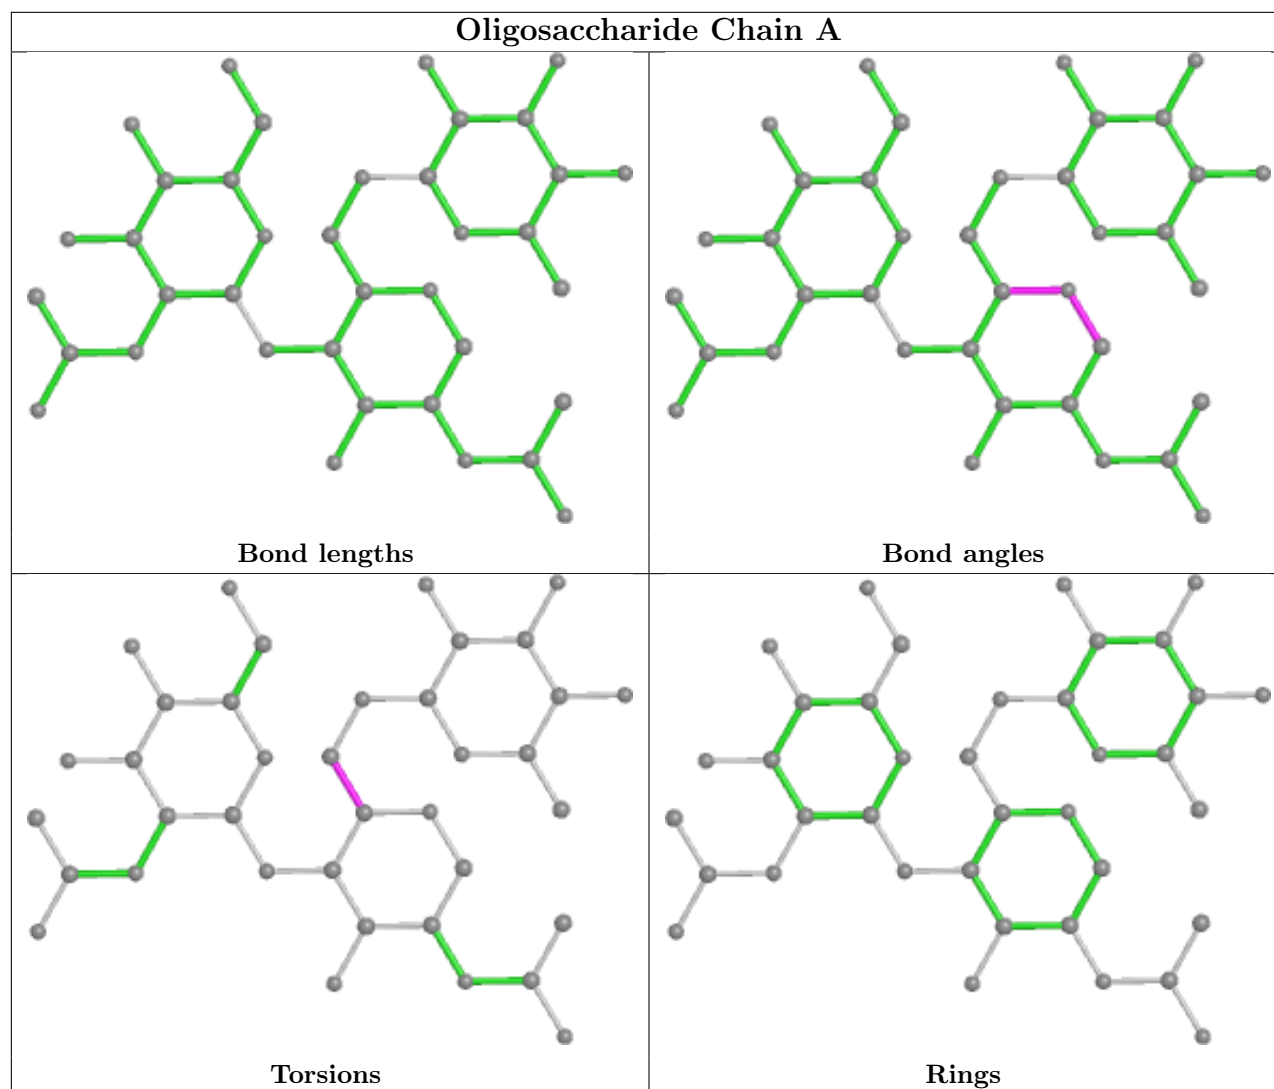 Oligosaccharide Chain A
Bond lengths
Bond angles
Torsions
Rings